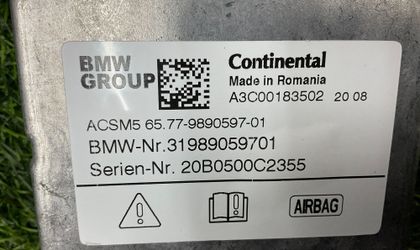 BMW GROUP
Continental
Made in Romania
A3C00183502 20 08
ACSM5 65.77-9890597-01
BMW-Nr.31989059701
Serien-Nr. 20B0500C2355
AIRBAG